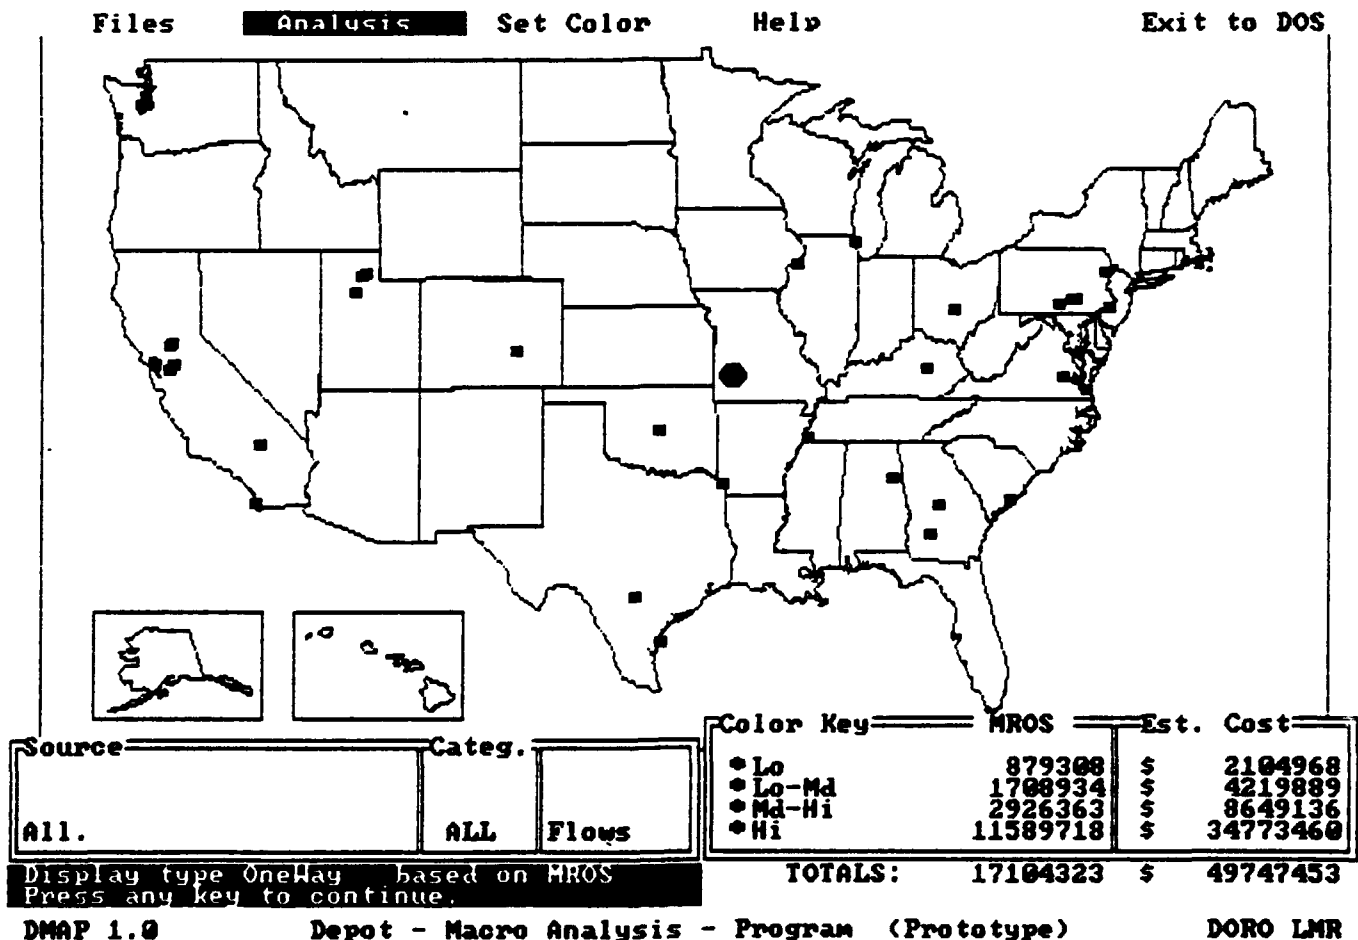 Files Analysis Set Color Help Exit to DOS
Color Key MROS Est. Cost
Lo 879308 $ 2104968
Lo-Md 1708934 $ 4219889
Md-Hi 2926363 $ 8649136
Hi 11589718 $ 34773460
TOTALS: 17104323 $ 49747453
Source Categ.
All. ALL Flows
Display type OneWay based on MROS
Press any key to continue.
DMAP 1.0 Depot - Macro Analysis - Program (Prototype) DORO LMR